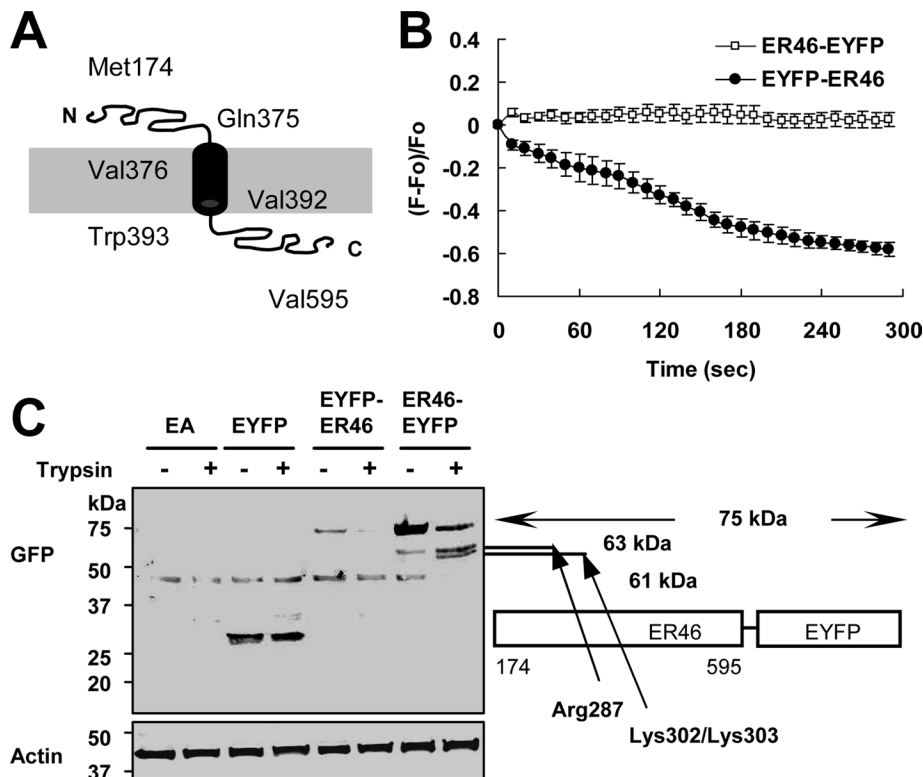 A
Met174
N
Gln375
Val376
Val392
Trp393
C
Val595
B
ER46-EYFP
EYFP-ER46
(F-Fo)/Fo
0.4
0.2
0
-0.2
-0.4
-0.6
-0.8
0 60 120 180 240 300
Time (sec)
C
EA EYFP EYFP-ER46 ER46-EYFP
Trypsin - + - + - + - +
kDa
GFP
75
50
37
25
20
75 kDa
63 kDa
61 kDa
ER46 EYFP
174 595
Arg287
Lys302/Lys303
Actin
50
37